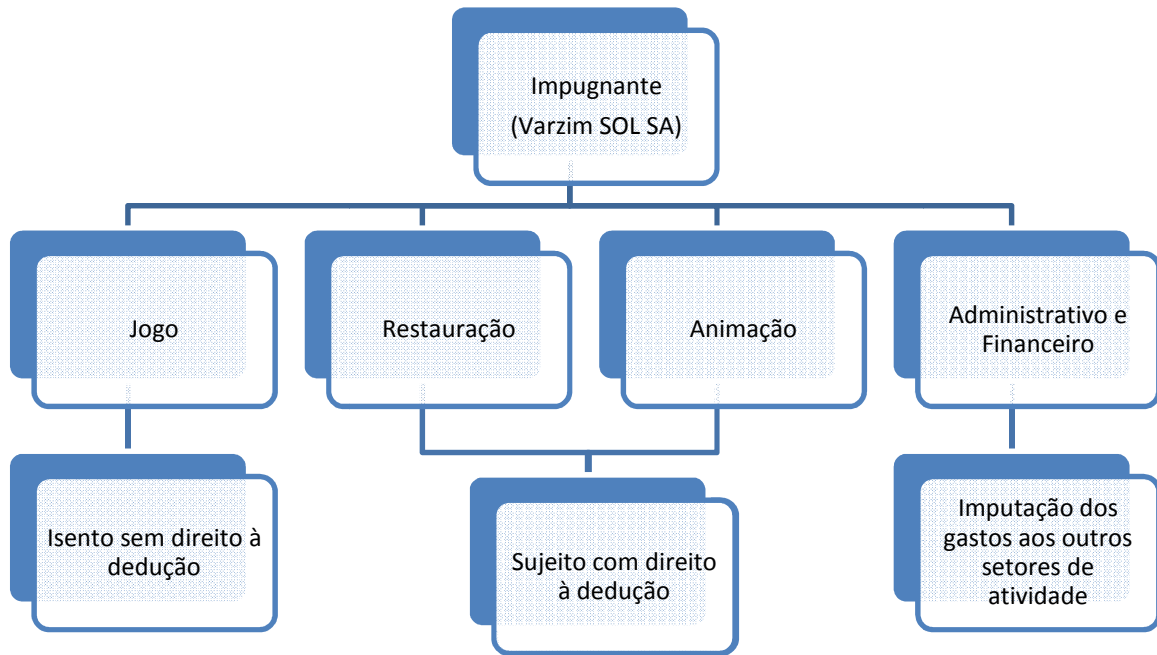 Impugnante
(Varzim SOL SA)
Jogo
Restauração
Animação
Administrativo e
Financeiro
Isento sem direito à
dedução
Sujeito com direito
à dedução
Imputação dos
gastos aos outros
setores de
atividade